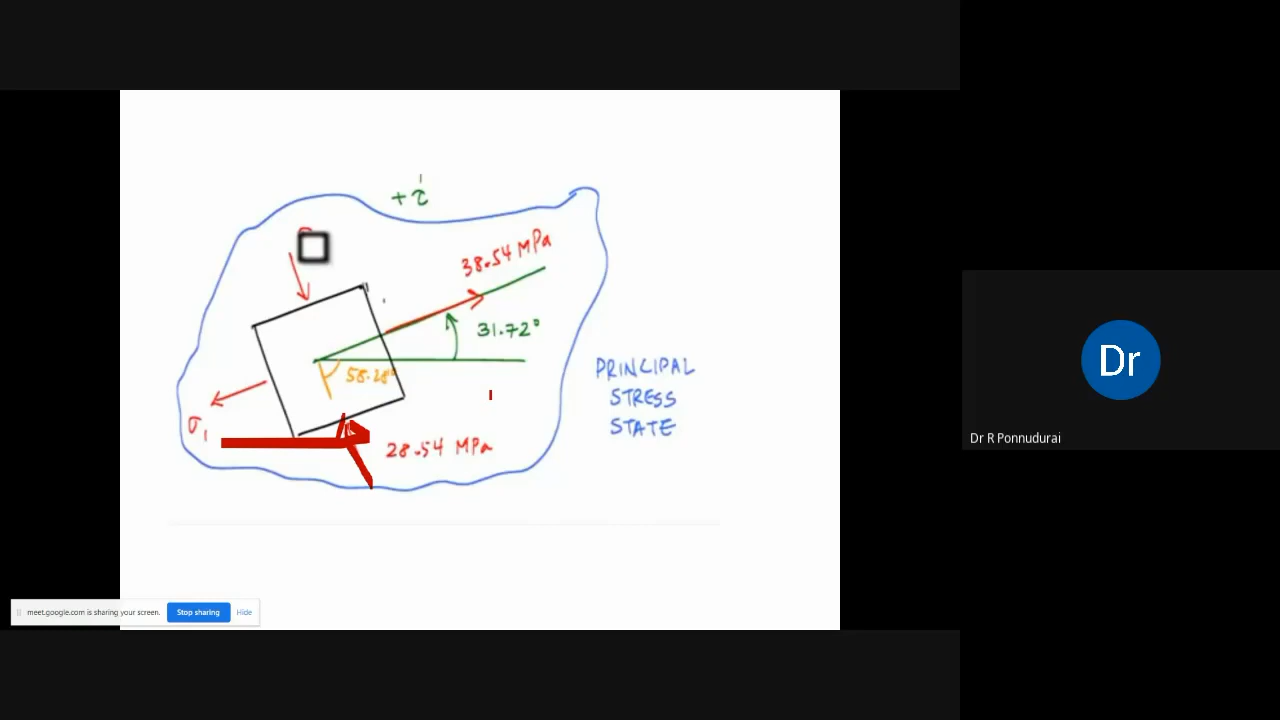 +τ
38.54 MPa
31.72°
58.28°
PRINCIPAL
STRESS
STATE
σ1
28.54 MPa
Dr
Dr R Ponnudurai
meet.google.com is sharing your screen.
Stop sharing
Hide